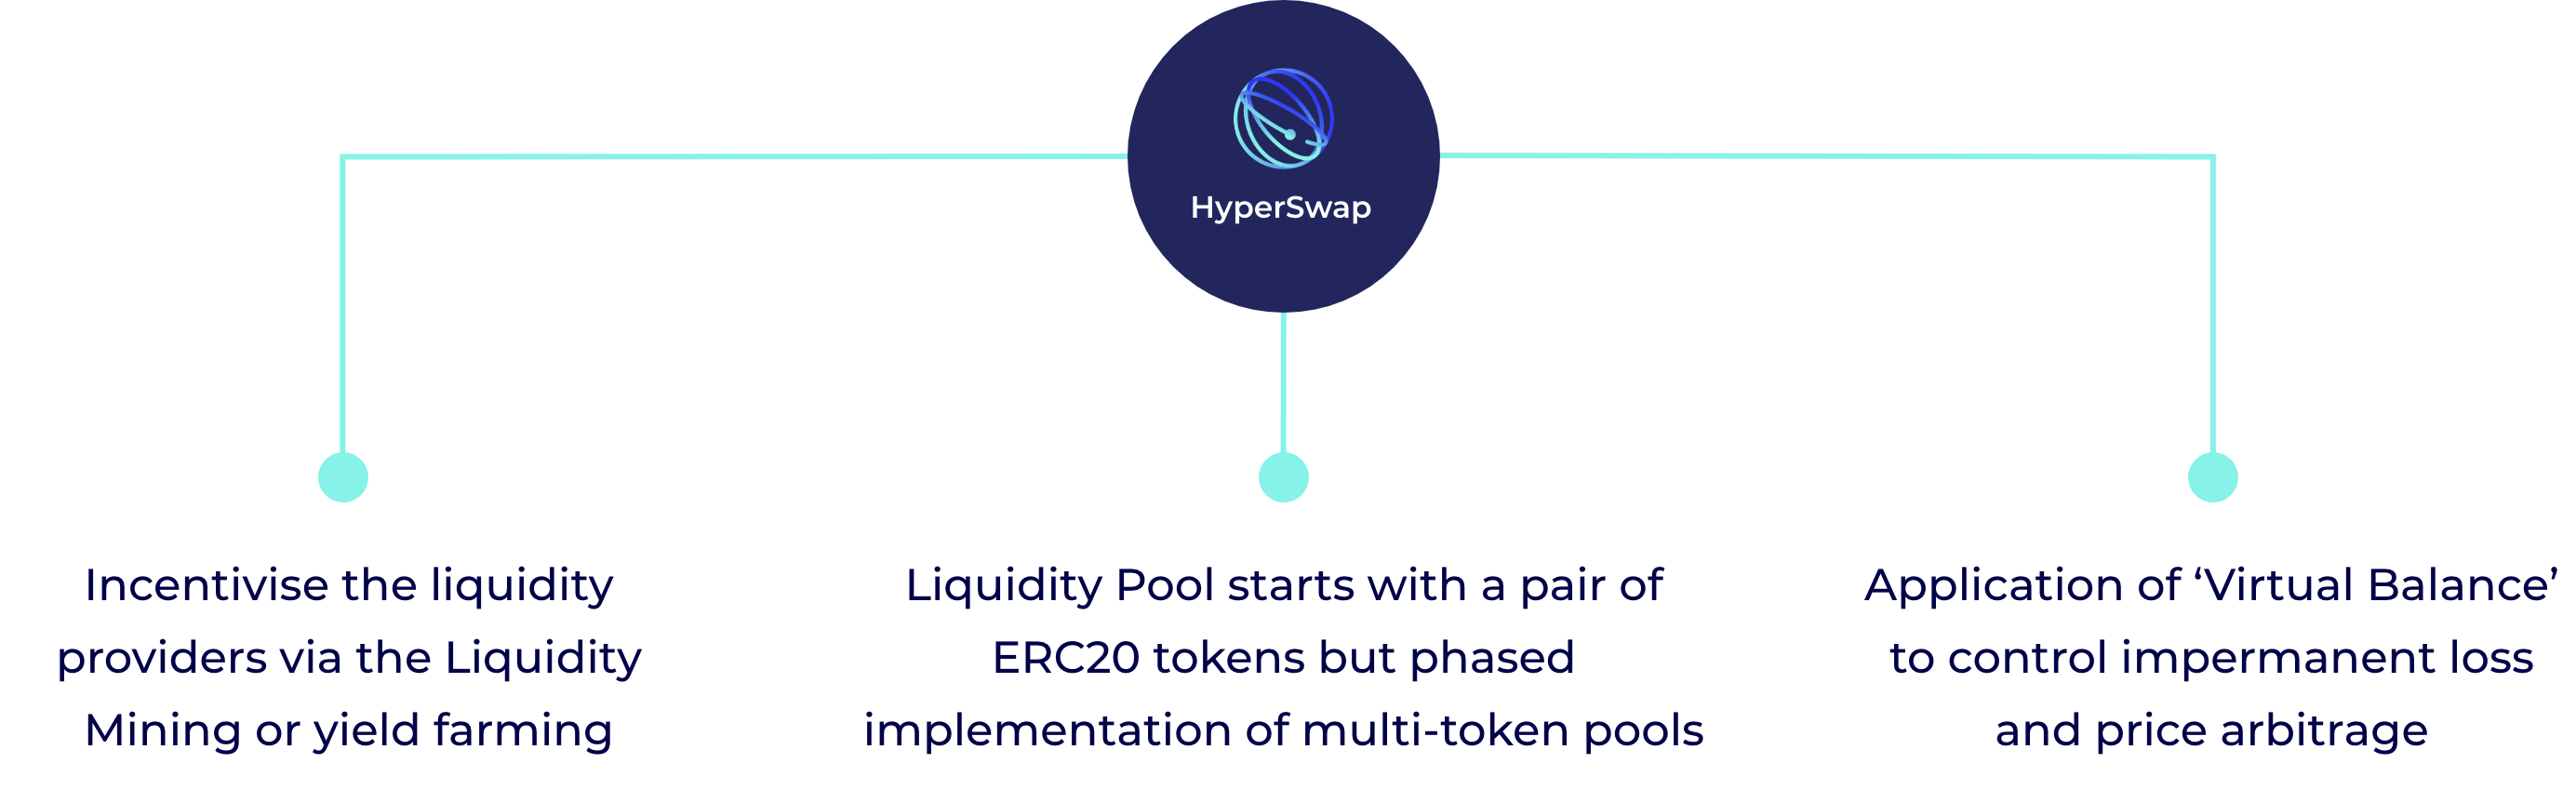 HyperSwap
Incentivise the liquidity
providers via the Liquidity
Mining or yield farming
Liquidity Pool starts with a pair of
ERC20 tokens but phased
implementation of multi-token pools
Application of ‘Virtual Balance’
to control impermanent loss
and price arbitrage